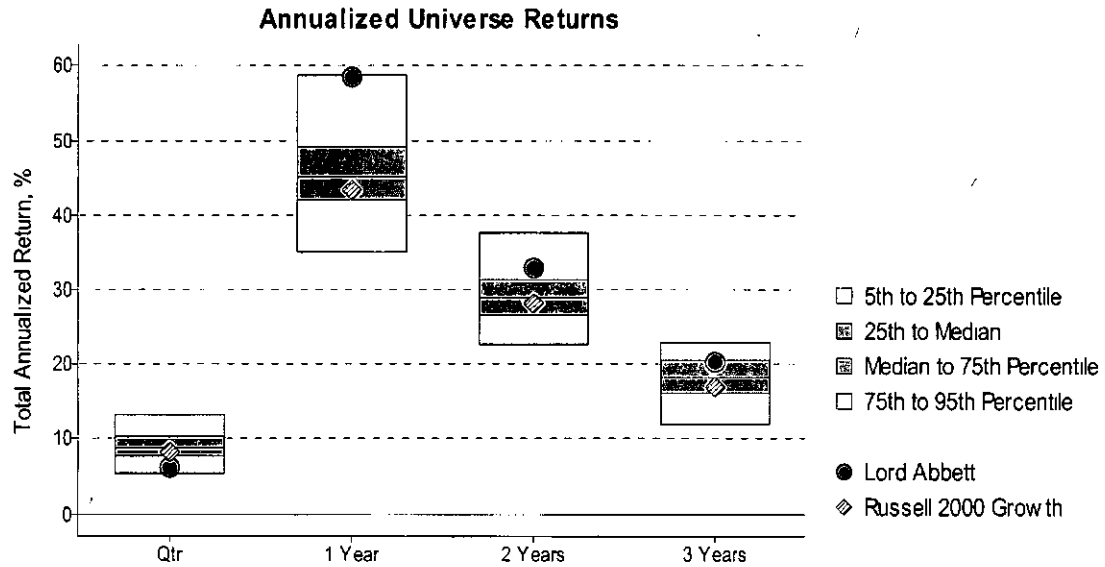 Annualized Universe Returns
Total Annualized Return, %
60
50
40
30
20
10
0
Qtr
1 Year
2 Years
3 Years
5th to 25th Percentile
25th to Median
Median to 75th Percentile
75th to 95th Percentile
Lord Abbett
Russell 2000 Growth